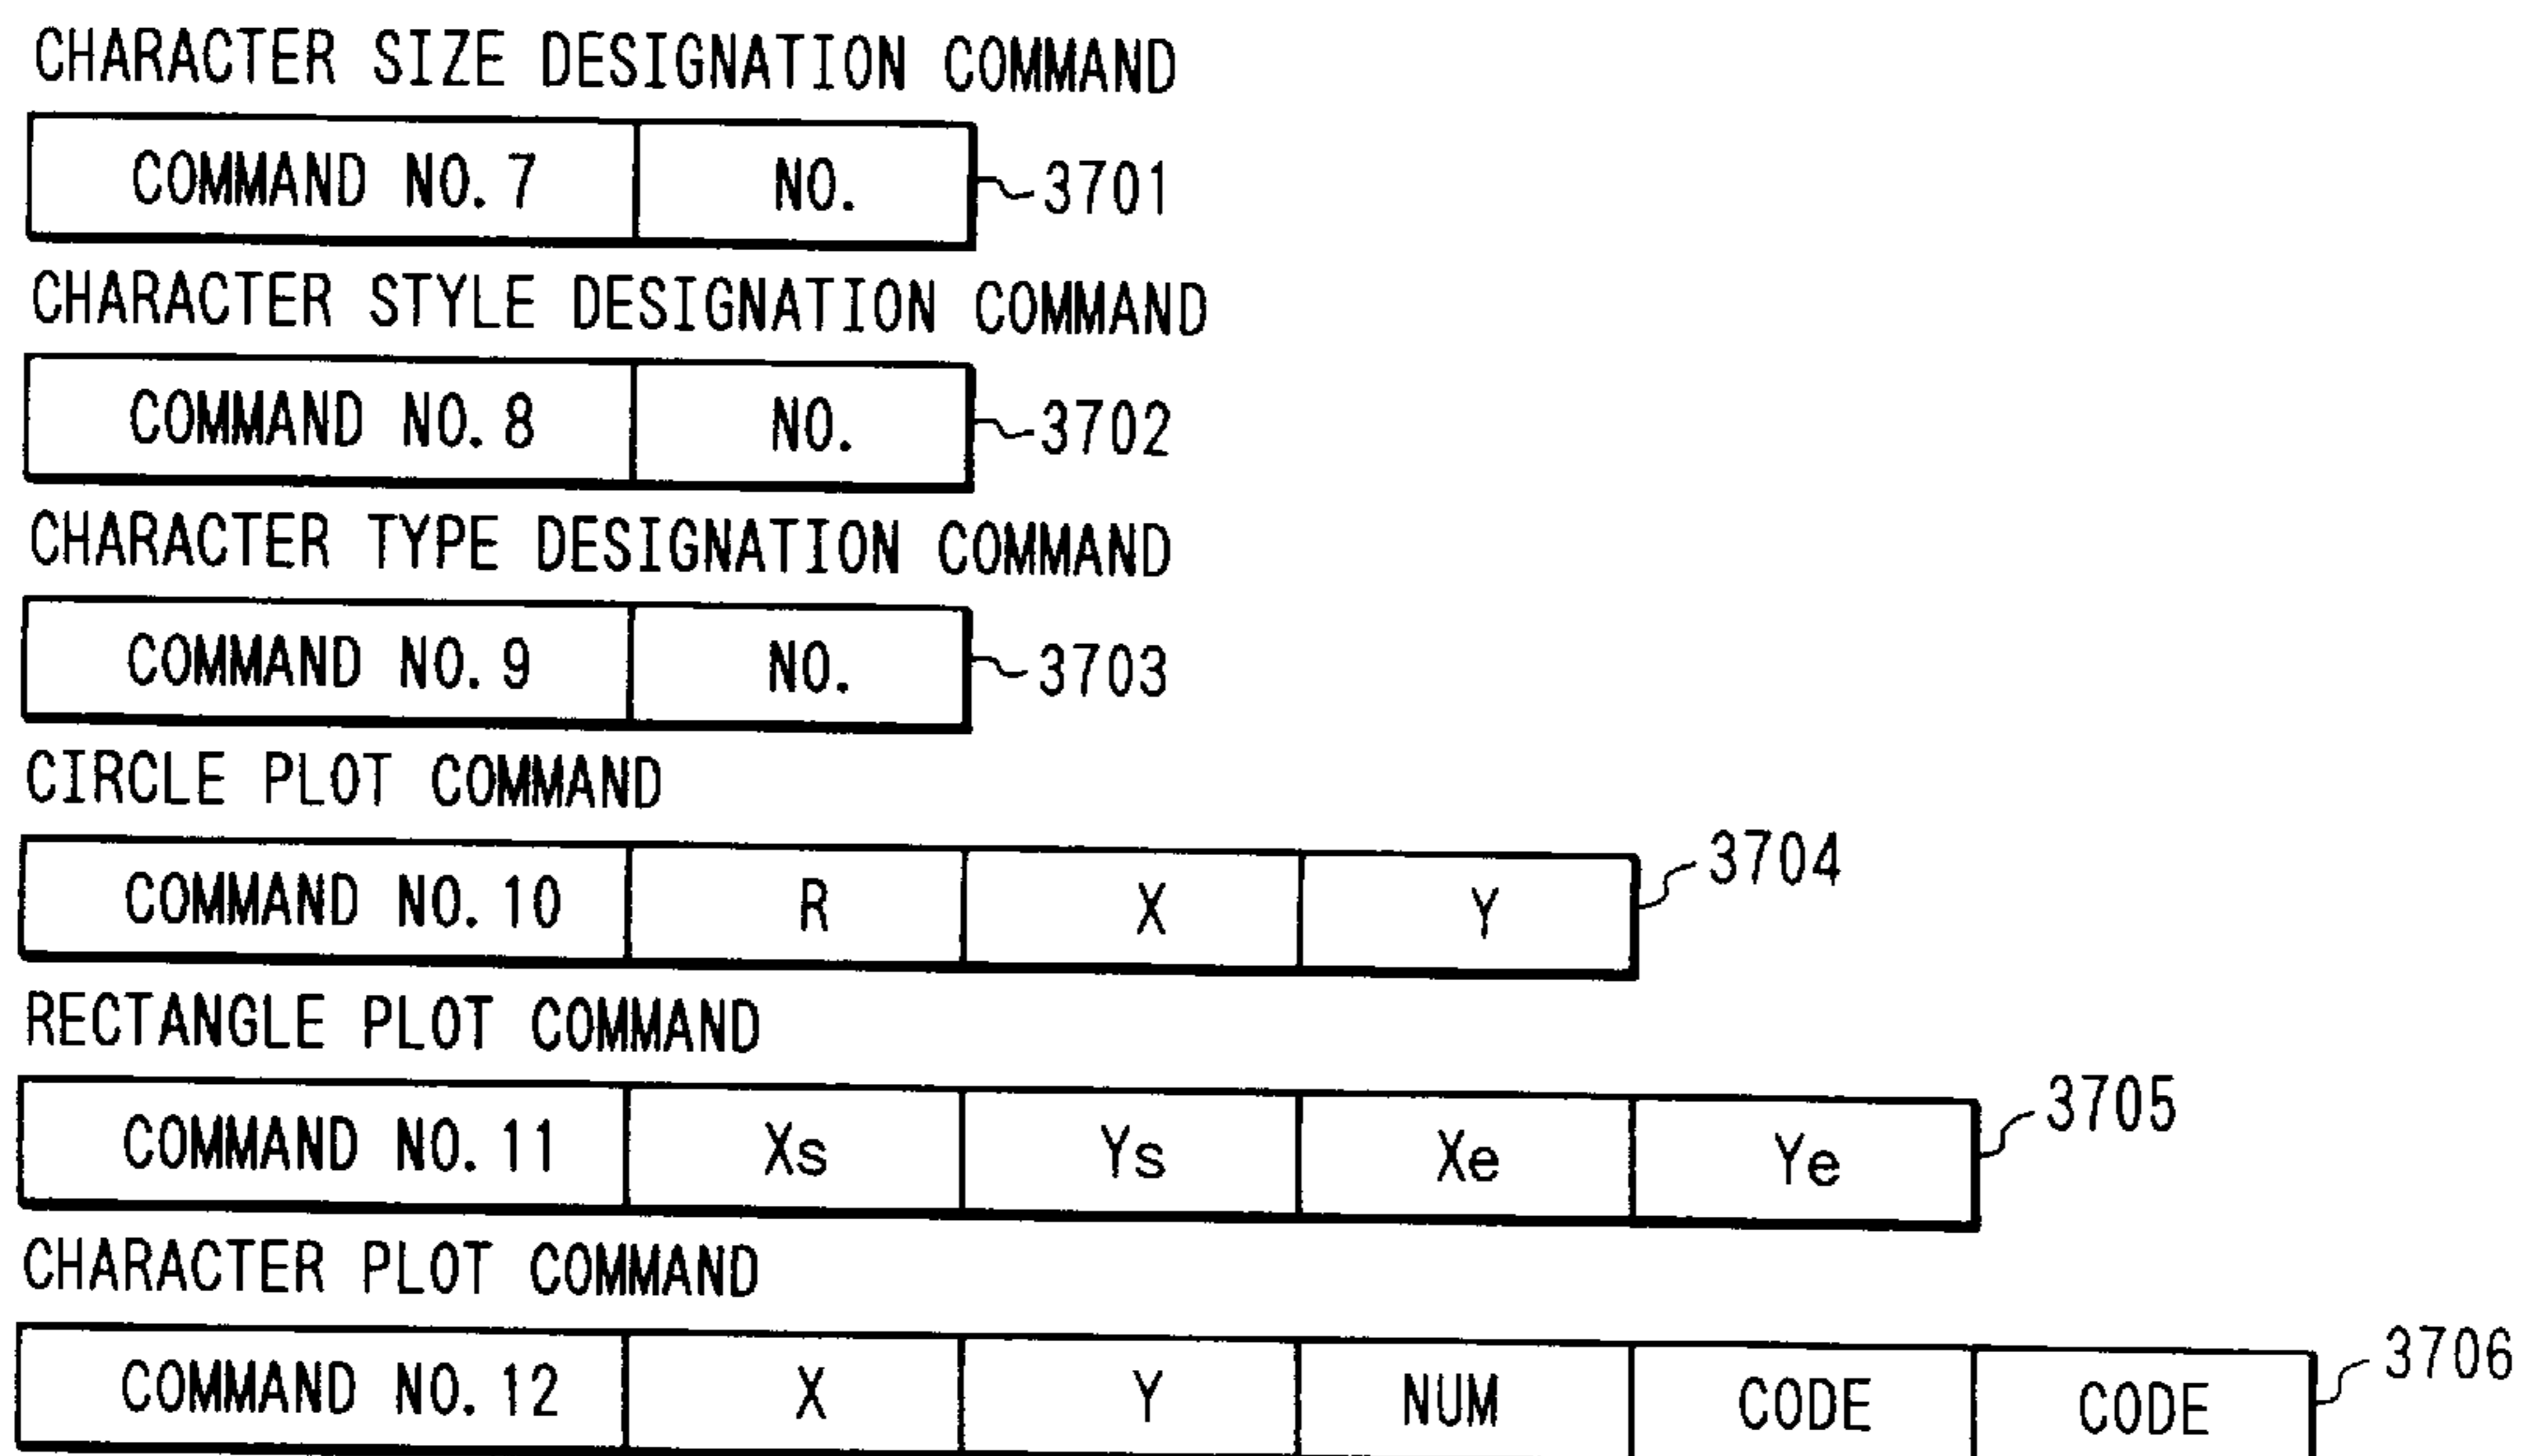 CHARACTER SIZE DESIGNATION COMMAND
COMMAND NO. 7 NO. 3701
CHARACTER STYLE DESIGNATION COMMAND
COMMAND NO. 8 NO. 3702
CHARACTER TYPE DESIGNATION COMMAND
COMMAND NO. 9 NO. 3703
CIRCLE PLOT COMMAND
COMMAND NO. 10 R X Y 3704
RECTANGLE PLOT COMMAND
COMMAND NO. 11 Xs Ys Xe Ye 3705
CHARACTER PLOT COMMAND
COMMAND NO. 12 X Y NUM CODE CODE 3706